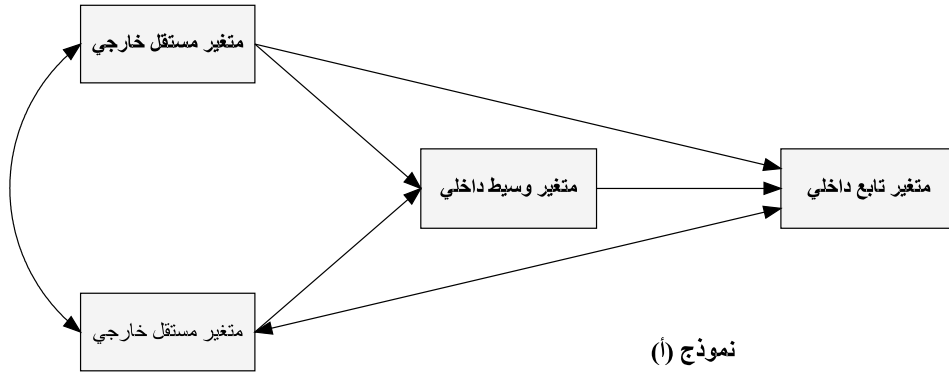 متغير مستقل خارجي
متغير وسيط داخلي
متغير تابع داخلي
متغير مستقل خارجي
نموذج (أ)